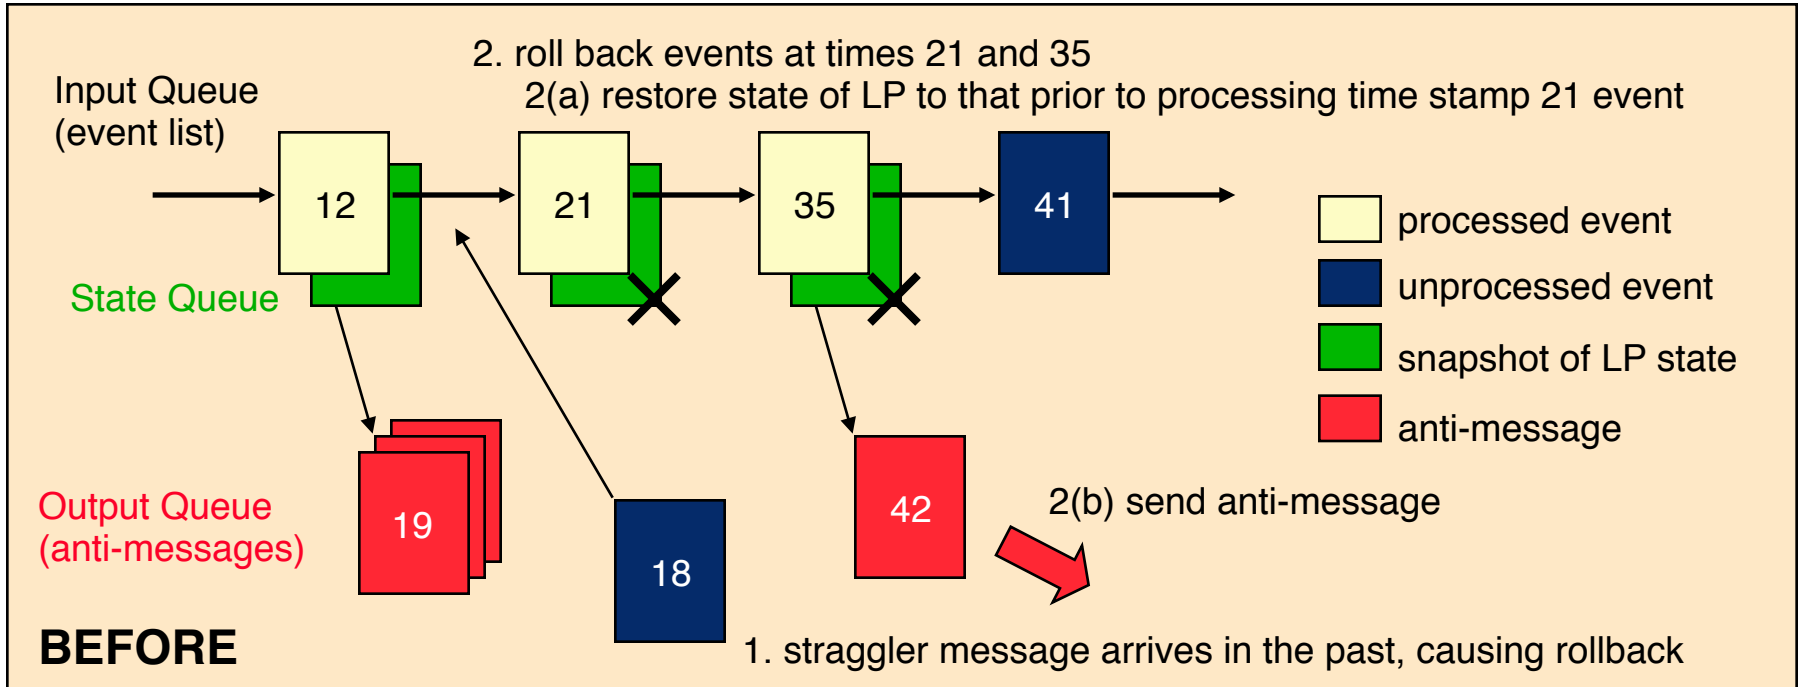 2. roll back events at times 21 and 35
Input Queue
(event list)
2(a) restore state of LP to that prior to processing time stamp 21 event
12
21
35
41
processed event
unprocessed event
State Queue
snapshot of LP state
anti-message
Output Queue
(anti-messages)
19
18
42
2(b) send anti-message
BEFORE
1. straggler message arrives in the past, causing rollback